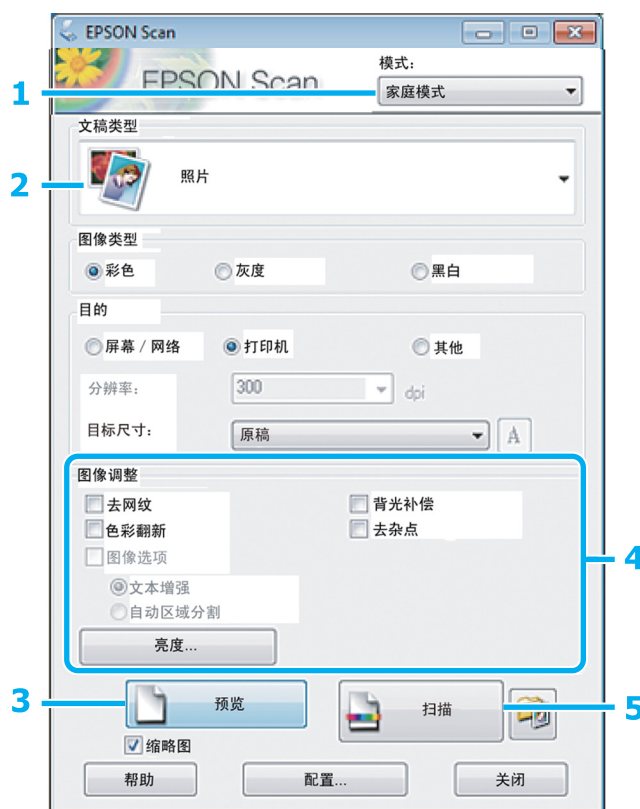 EPSON Scan
EPSON Scan
模式:
1
家庭模式
文稿类型
2
照片
图像类型
彩色 灰度 黑白
目的
屏幕 / 网络 打印机 其他
分辨率: 300 dpi
目标尺寸: 原稿 A
图像调整
去网纹 背光补偿
色彩翻新 去杂点
图像选项
4
文本增强
自动区域分割
亮度...
3 预览 扫描 5
缩略图
帮助 配置... 关闭